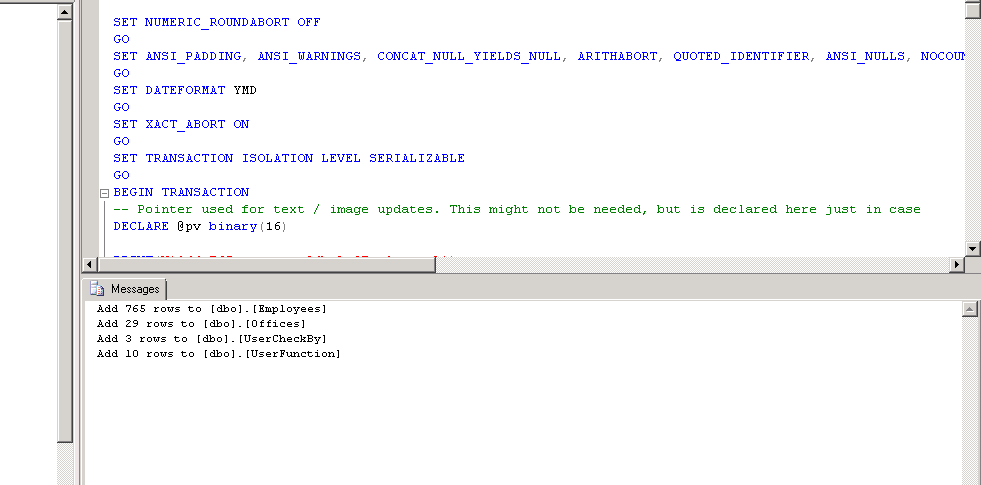 SET NUMERIC_ROUNDABORT OFF
GO
SET ANSI_PADDING, ANSI_WARNINGS, CONCAT_NULL_YIELDS_NULL, ARITHABORT, QUOTED_IDENTIFIER, ANSI_NULLS, NOCOUN
GO
SET DATEFORMAT YMD
GO
SET XACT_ABORT ON
GO
SET TRANSACTION ISOLATION LEVEL SERIALIZABLE
GO
BEGIN TRANSACTION
-- Pointer used for text / image updates. This might not be needed, but is declared here just in case
DECLARE @pv binary(16)
Messages
Add 765 rows to [dbo].[Employees]
Add 29 rows to [dbo].[Offices]
Add 3 rows to [dbo].[UserCheckBy]
Add 10 rows to [dbo].[UserFunction]